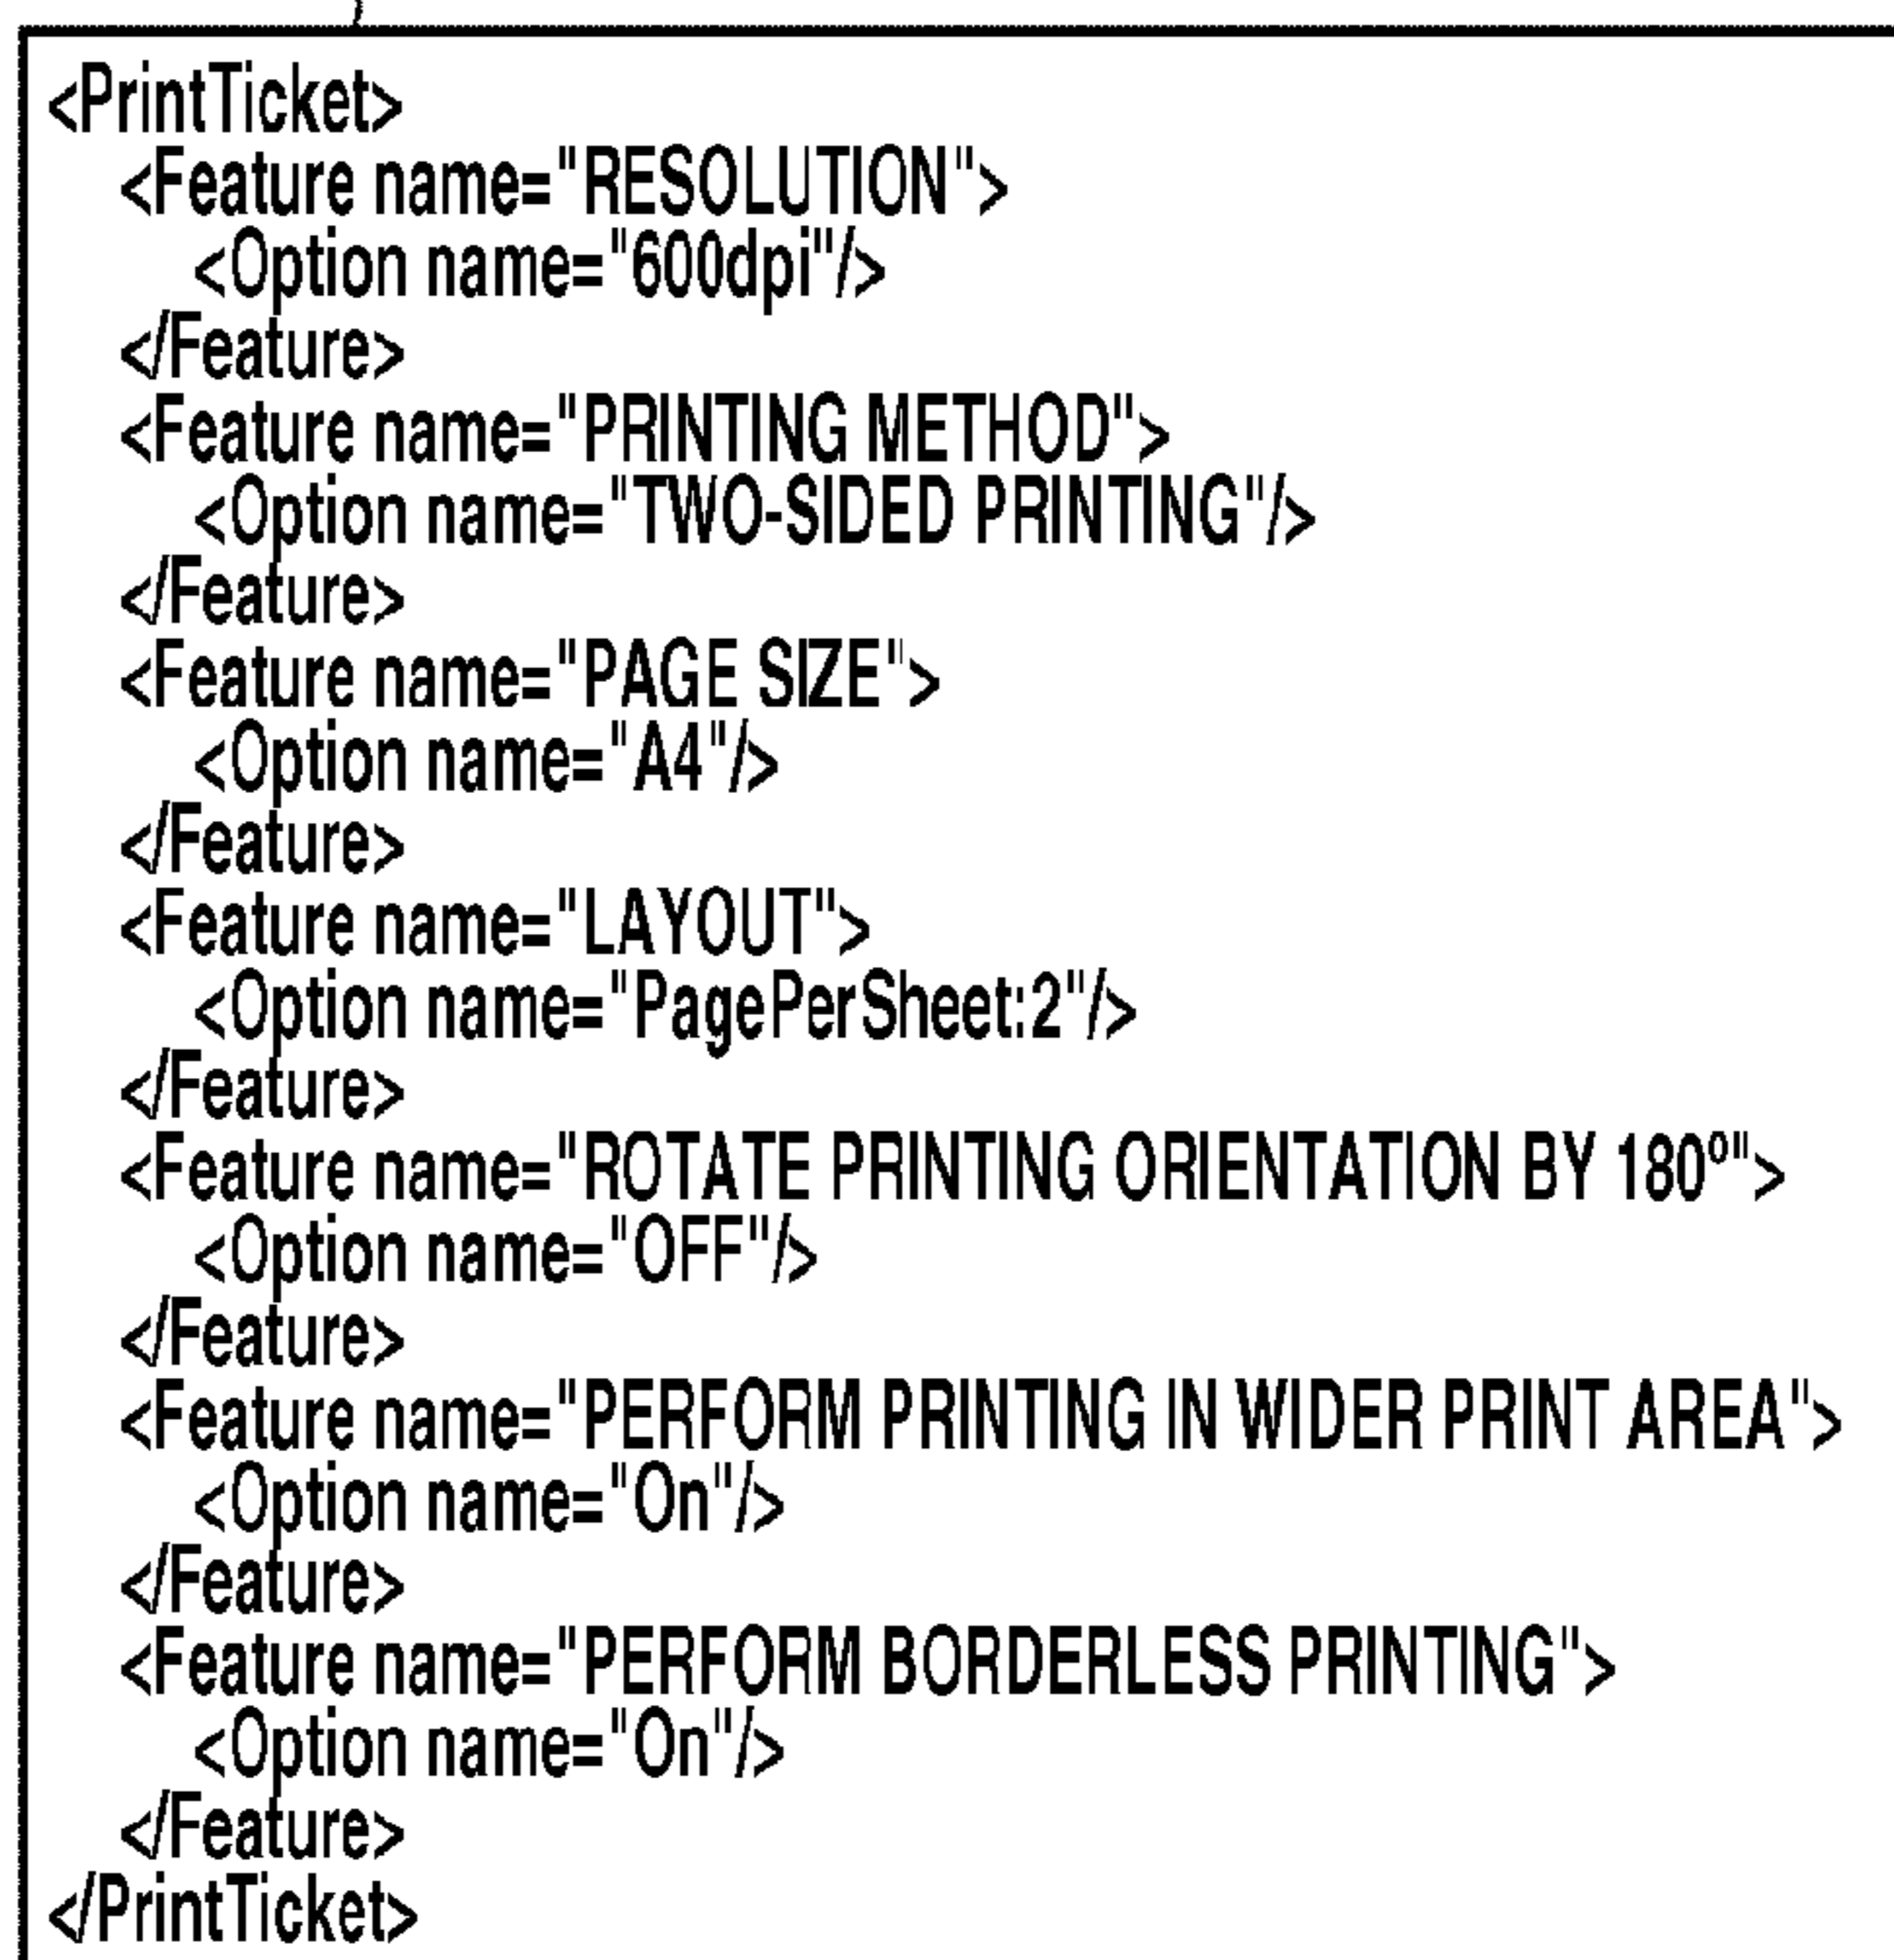 <PrintTicket>
<Feature name="RESOLUTION">
<Option name="600dpi"/>
</Feature>
<Feature name="PRINTING METHOD">
<Option name="TWO-SIDED PRINTING"/>
</Feature>
<Feature name="PAGE SIZE">
<Option name="A4"/>
</Feature>
<Feature name="LAYOUT">
<Option name="PagePerSheet:2"/>
</Feature>
<Feature name="ROTATE PRINTING ORIENTATION BY 180º">
<Option name="OFF"/>
</Feature>
<Feature name="PERFORM PRINTING IN WIDER PRINT AREA">
<Option name="On"/>
</Feature>
<Feature name="PERFORM BORDERLESS PRINTING">
<Option name="On"/>
</Feature>
</PrintTicket>